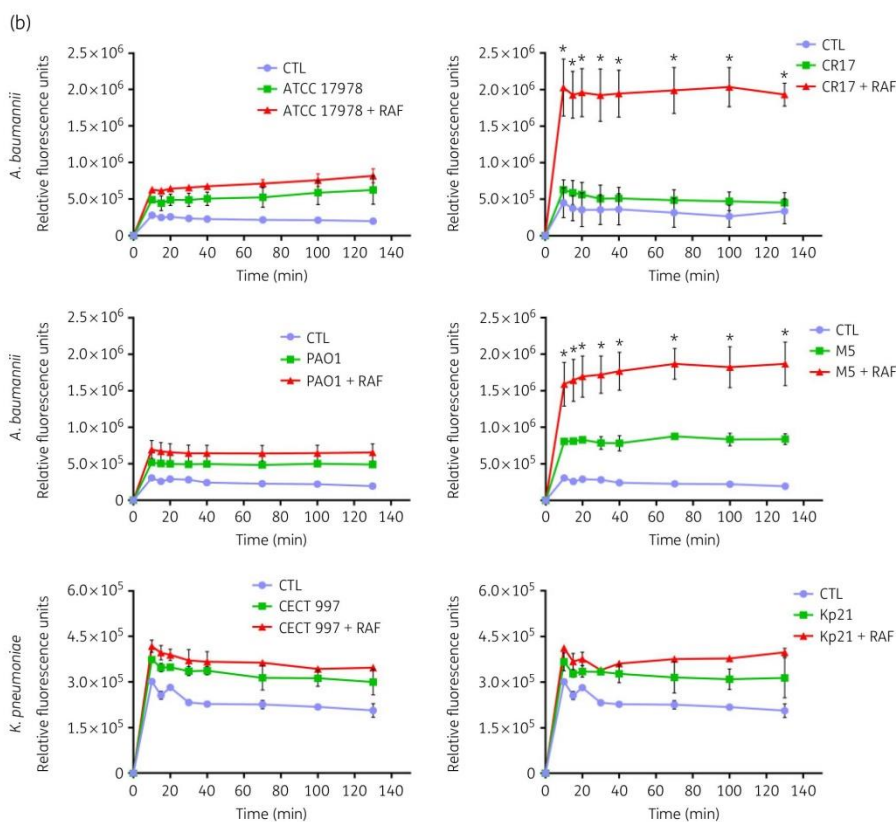 (b)
A. baumannii
Relative fluorescence units
2.5×10⁶
2.0×10⁶
1.5×10⁶
1.0×10⁶
5.0×10⁵
0
0 20 40 60 80 100 120 140
Time (min)
CTL
ATCC 17978
ATCC 17978 + RAF
Relative fluorescence units
2.5×10⁶
2.0×10⁶
1.5×10⁶
1.0×10⁶
5.0×10⁵
0
0 20 40 60 80 100 120 140
Time (min)
* * * * * * * *
CTL
CR17
CR17 + RAF
A. baumannii
Relative fluorescence units
2.5×10⁶
2.0×10⁶
1.5×10⁶
1.0×10⁶
5.0×10⁵
0
0 20 40 60 80 100 120 140
Time (min)
CTL
PAO1
PAO1 + RAF
Relative fluorescence units
2.5×10⁶
2.0×10⁶
1.5×10⁶
1.0×10⁶
5.0×10⁵
0
0 20 40 60 80 100 120 140
Time (min)
* * * * * * * *
CTL
M5
M5 + RAF
K. pneumoniae
Relative fluorescence units
6.0×10⁵
4.5×10⁵
3.0×10⁵
1.5×10⁵
0
0 20 40 60 80 100 120 140
Time (min)
CTL
CECT 997
CECT 997 + RAF
Relative fluorescence units
6.0×10⁵
4.5×10⁵
3.0×10⁵
1.5×10⁵
0
0 20 40 60 80 100 120 140
Time (min)
CTL
Kp21
Kp21 + RAF